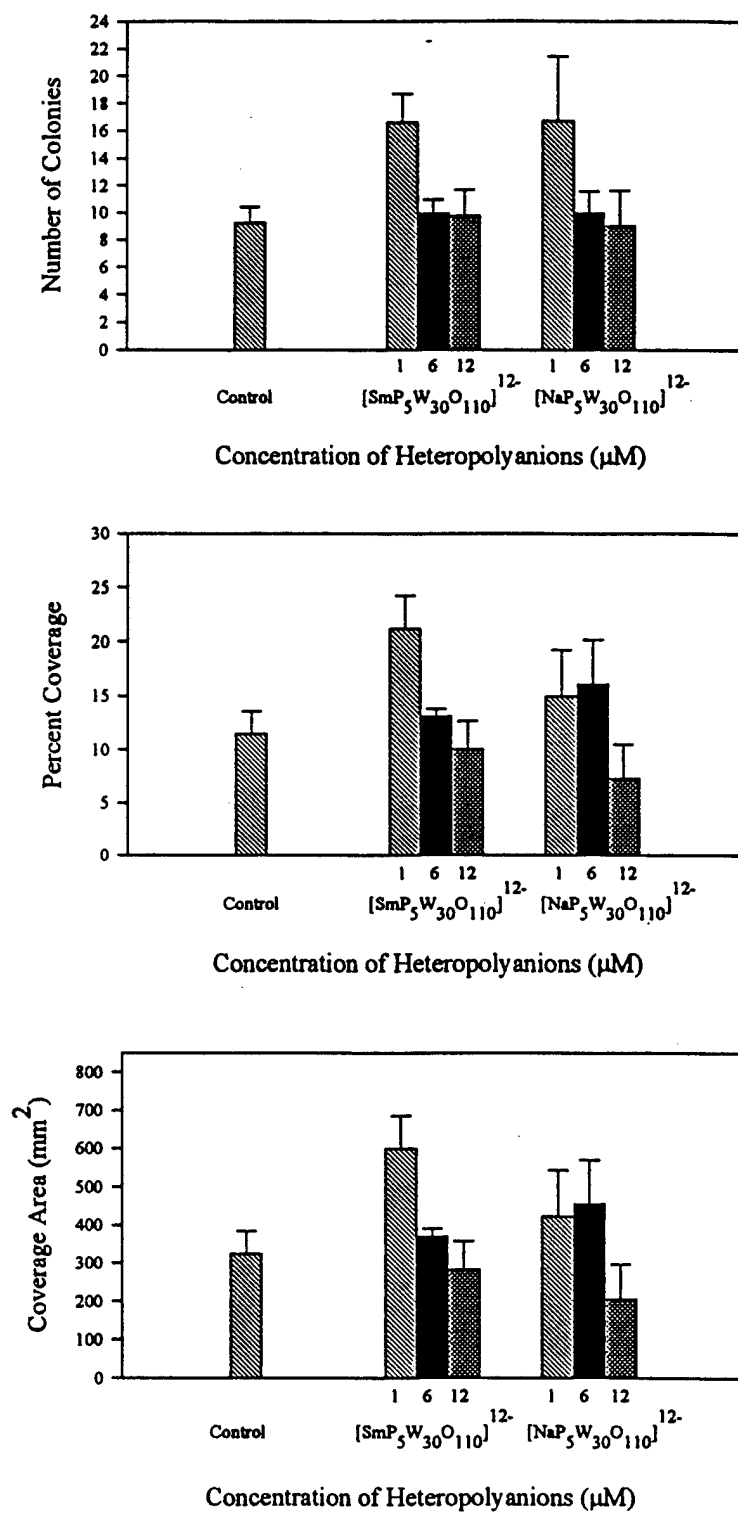 24
22
20
18
16
14
12
10
8
6
4
2
0
Number of Colonies
1 6 12 1 6 12
Control [SmP5W30O110]12- [NaP5W30O110]12-
Concentration of Heteropolyanions (μM)
30
25
20
15
10
5
0
Percent Coverage
1 6 12 1 6 12
Control [SmP5W30O110]12- [NaP5W30O110]12-
Concentration of Heteropolyanions (μM)
800
700
600
500
400
300
200
100
0
Coverage Area (mm2)
1 6 12 1 6 12
Control [SmP5W30O110]12- [NaP5W30O110]12-
Concentration of Heteropolyanions (μM)